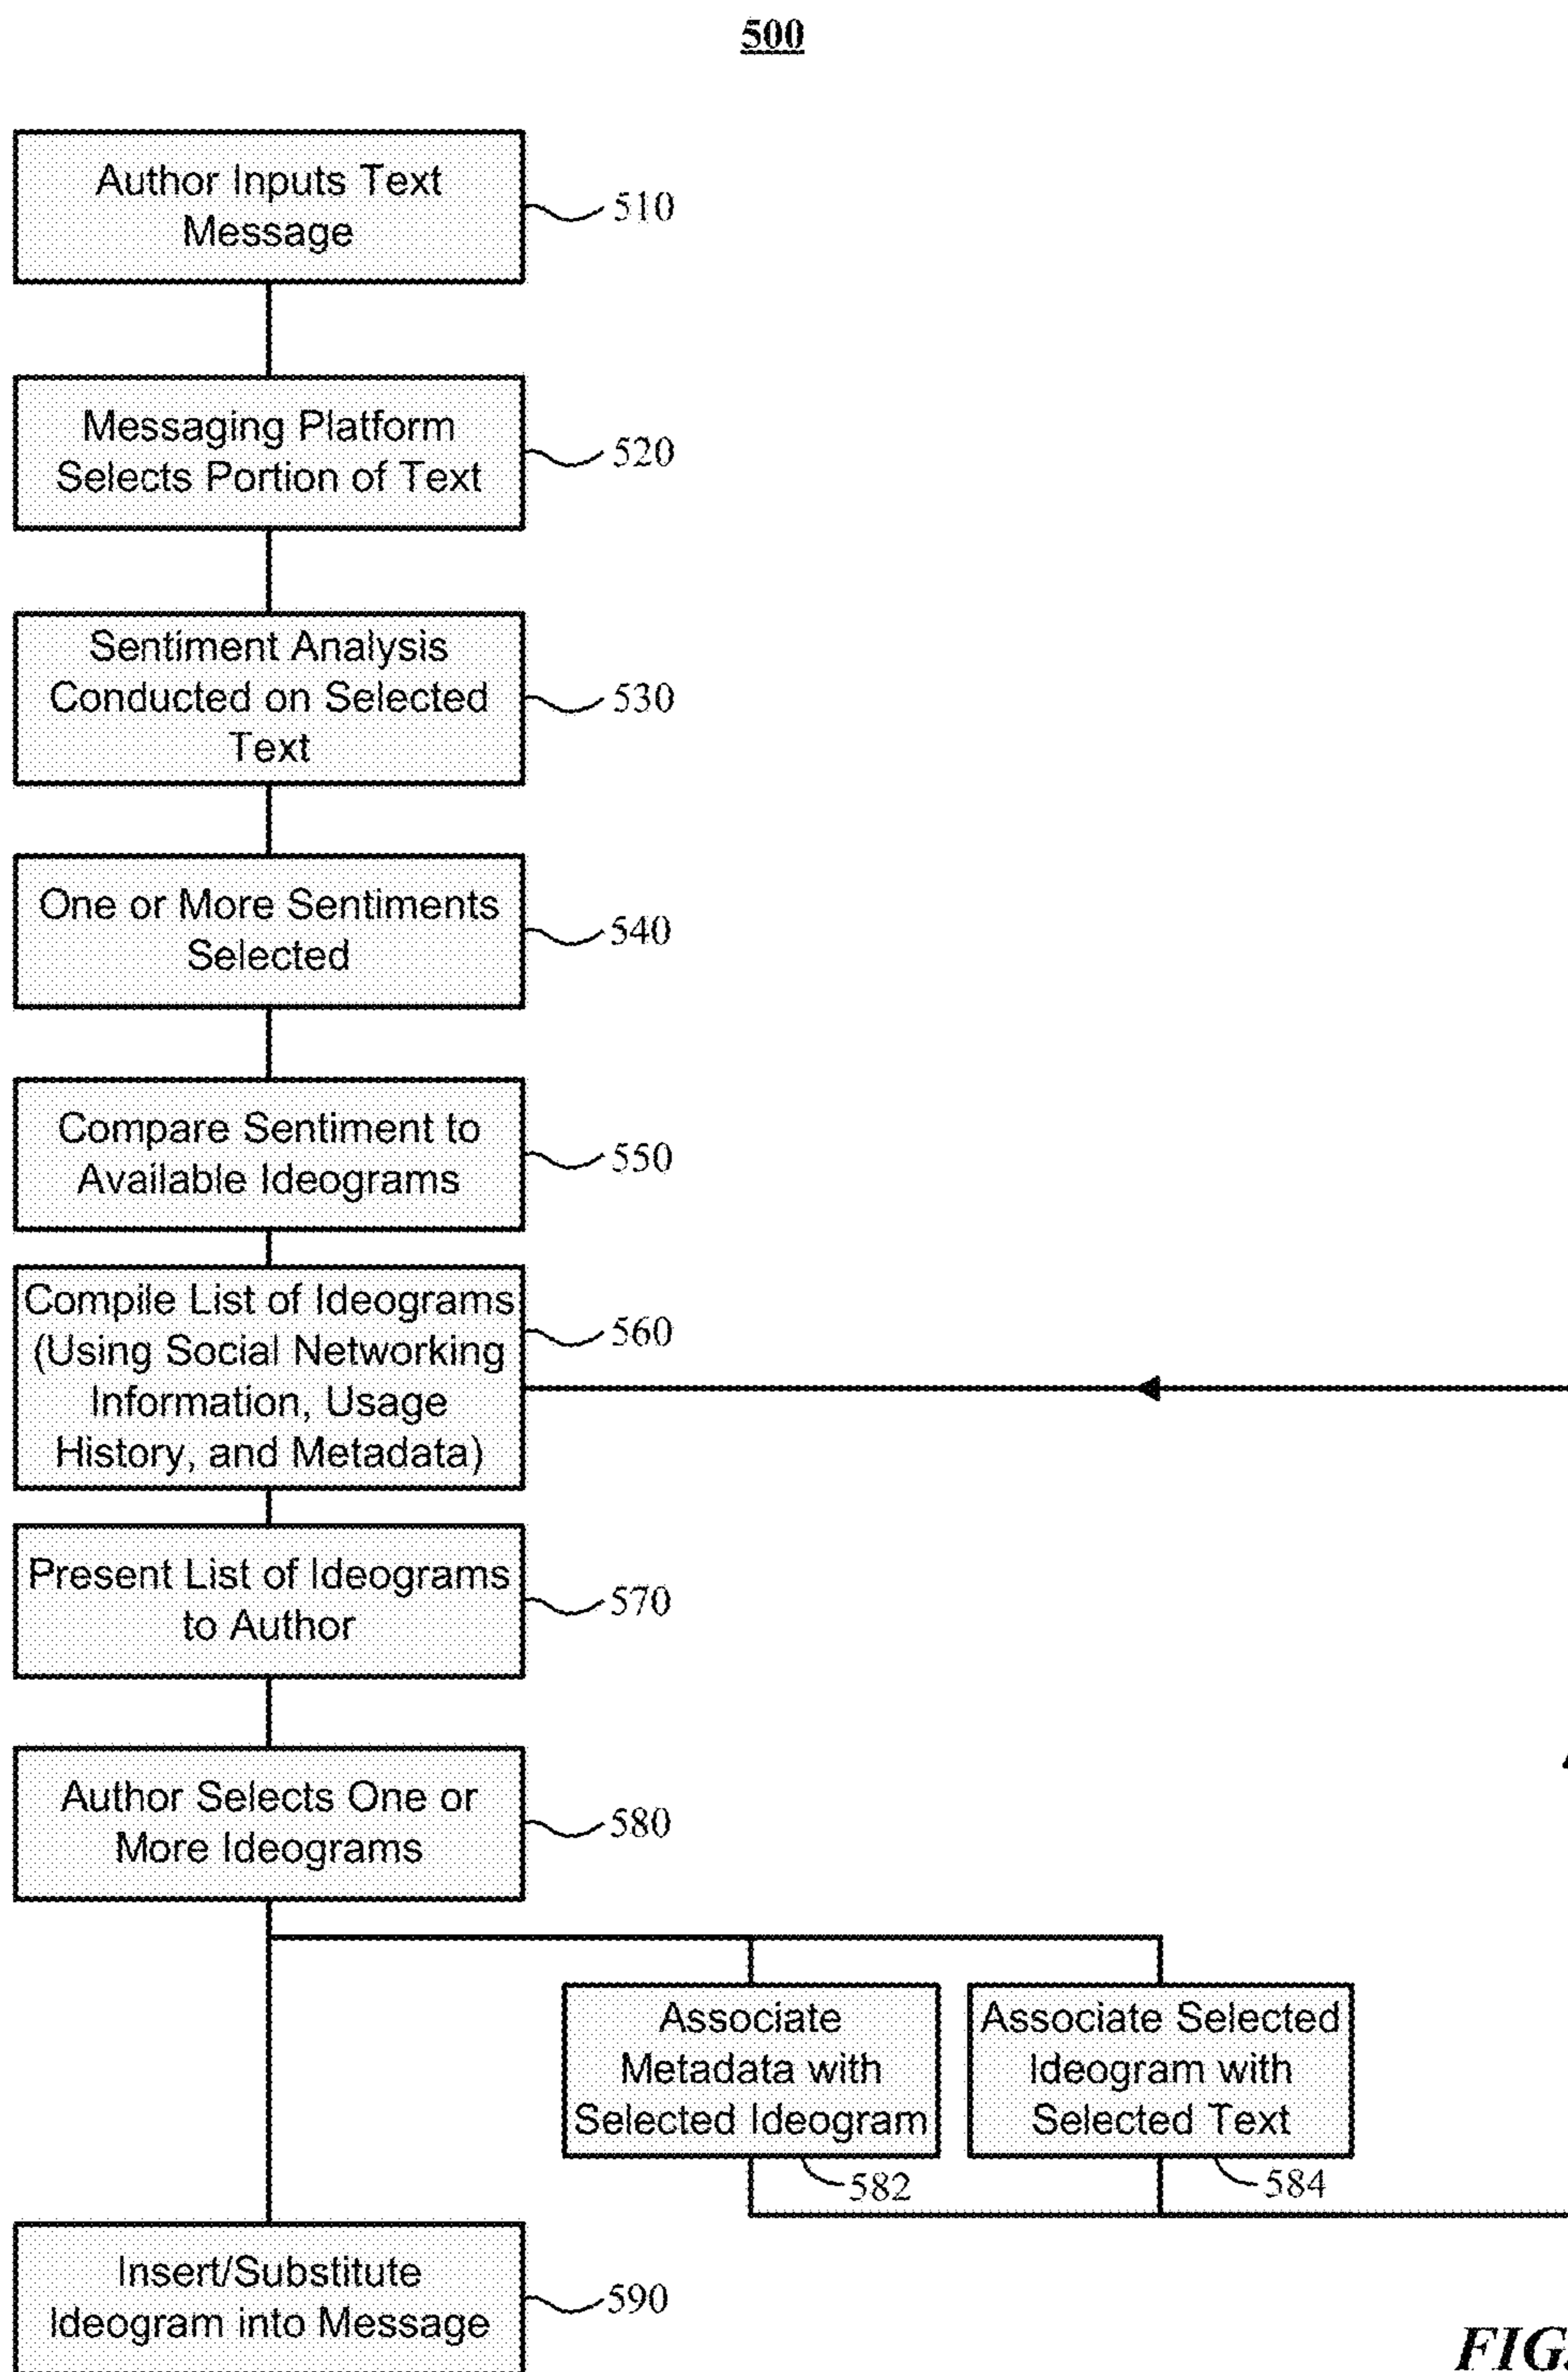 500
Author Inputs Text
Message
510
Messaging Platform
Selects Portion of Text
520
Sentiment Analysis
Conducted on Selected
Text
530
One or More Sentiments
Selected
540
Compare Sentiment to
Available Ideograms
550
Compile List of Ideograms
(Using Social Networking
Information, Usage
History, and Metadata)
560
Present List of Ideograms
to Author
570
Author Selects One or
More Ideograms
580
Associate
Metadata with
Selected Ideogram
582
Associate Selected
Ideogram with
Selected Text
584
Insert/Substitute
Ideogram into Message
590
FIG.